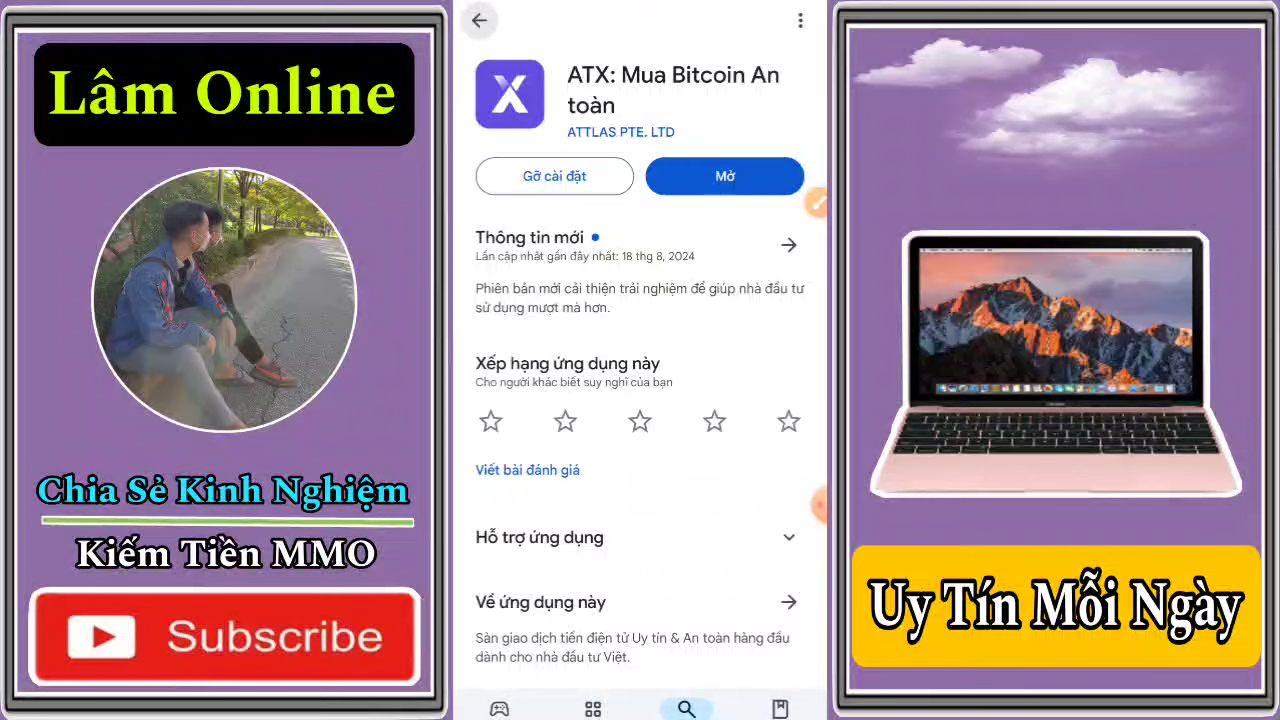 Lâm Online
Chia Sẻ Kinh Nghiệm
Kiếm Tiền MMO
Subscribe
ATX: Mua Bitcoin An
toàn
ATTLAS PTE. LTD
Gỡ cài đặt
Mở
Thông tin mới
Lần cập nhật gần đây nhất: 18 thg 8, 2024
Phiên bản mới cải thiện trải nghiệm để giúp nhà đầu tư
sử dụng mượt mà hơn.
Xếp hạng ứng dụng này
Cho người khác biết suy nghĩ của bạn
Viết bài đánh giá
Hỗ trợ ứng dụng
Về ứng dụng này
Sàn giao dịch tiền điện tử Uy tín & An toàn hàng đầu
dành cho nhà đầu tư Việt.
Uy Tín Mỗi Ngày